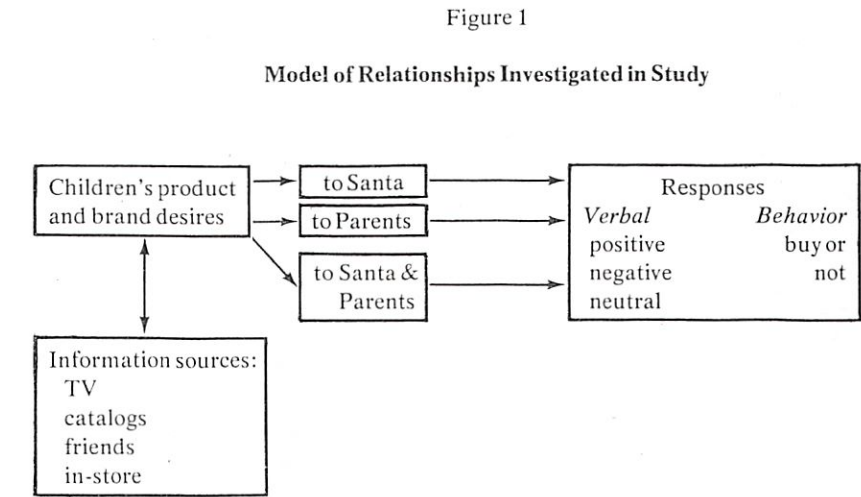 Figure 1
Model of Relationships Investigated in Study
Children's product
and brand desires
to Santa
to Parents
to Santa &
Parents
Responses
Verbal Behavior
positive buy or
negative not
neutral
Information sources:
TV
catalogs
friends
in-store